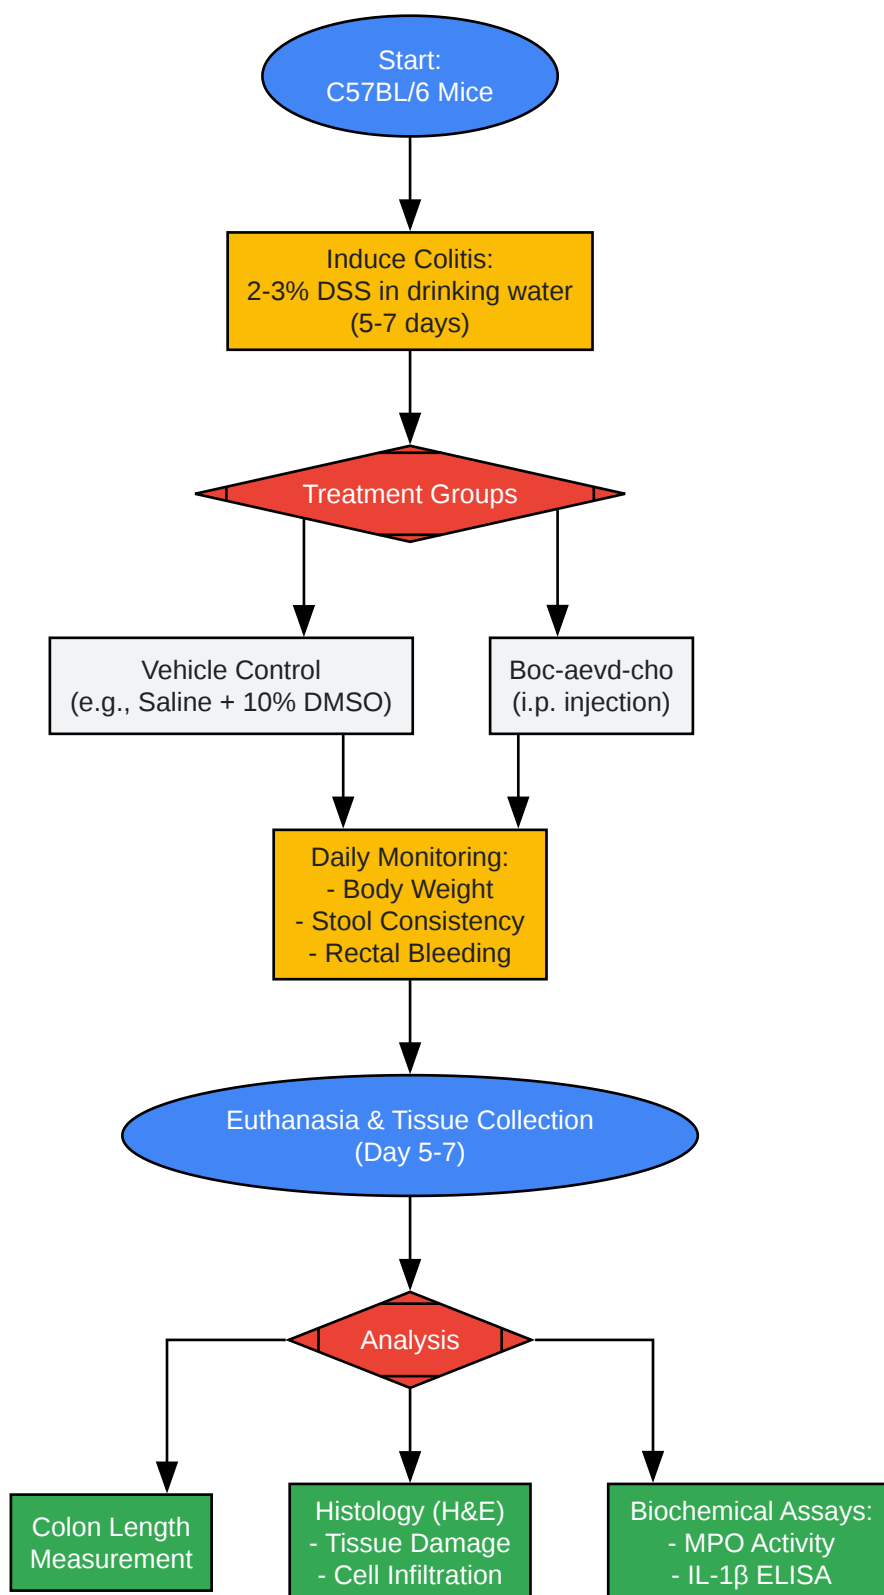 Start:
C57BL/6 Mice
Induce Colitis:
2-3% DSS in drinking water
(5-7 days)
Treatment Groups
Vehicle Control
(e.g., Saline + 10% DMSO)
Boc-aevd-cho
(i.p. injection)
Daily Monitoring:
- Body Weight
- Stool Consistency
- Rectal Bleeding
Euthanasia & Tissue Collection
(Day 5-7)
Analysis
Colon Length
Measurement
Histology (H&E)
- Tissue Damage
- Cell Infiltration
Biochemical Assays:
- MPO Activity
- IL-1β ELISA